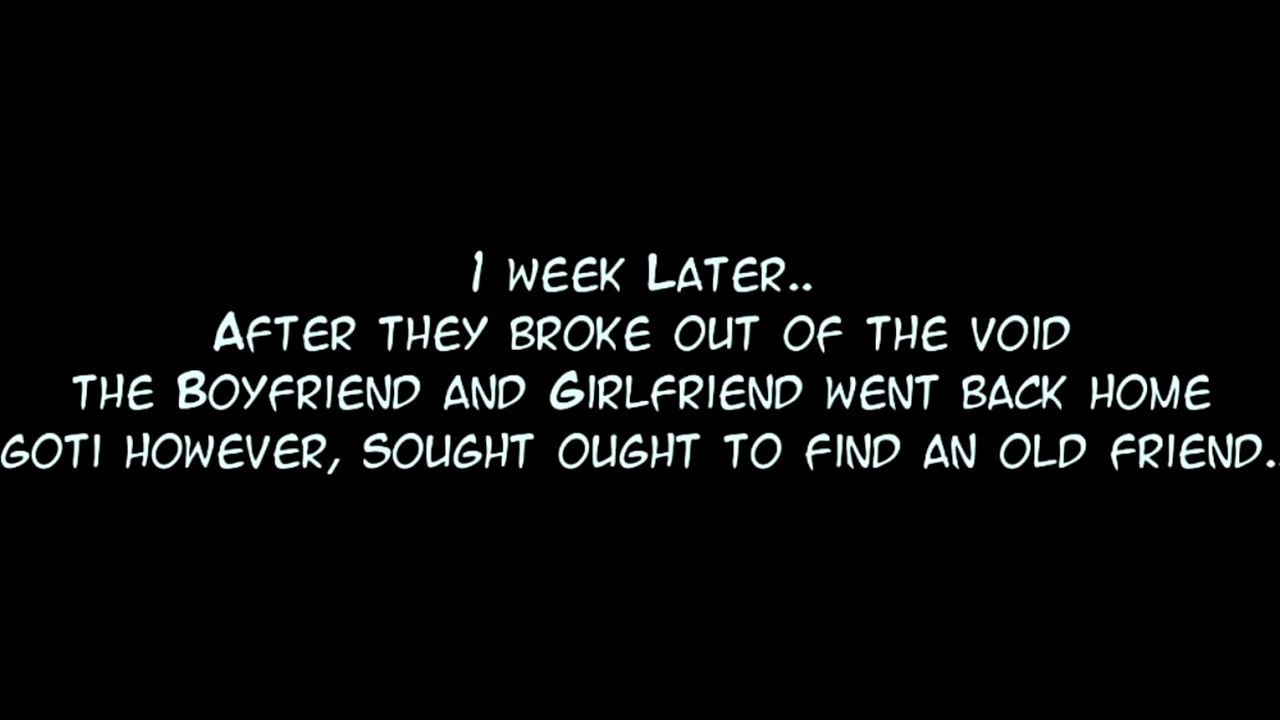 1 week Later..
After they broke out of the void
the Boyfriend and Girlfriend went back home
goti however, sought ought to find an old friend..